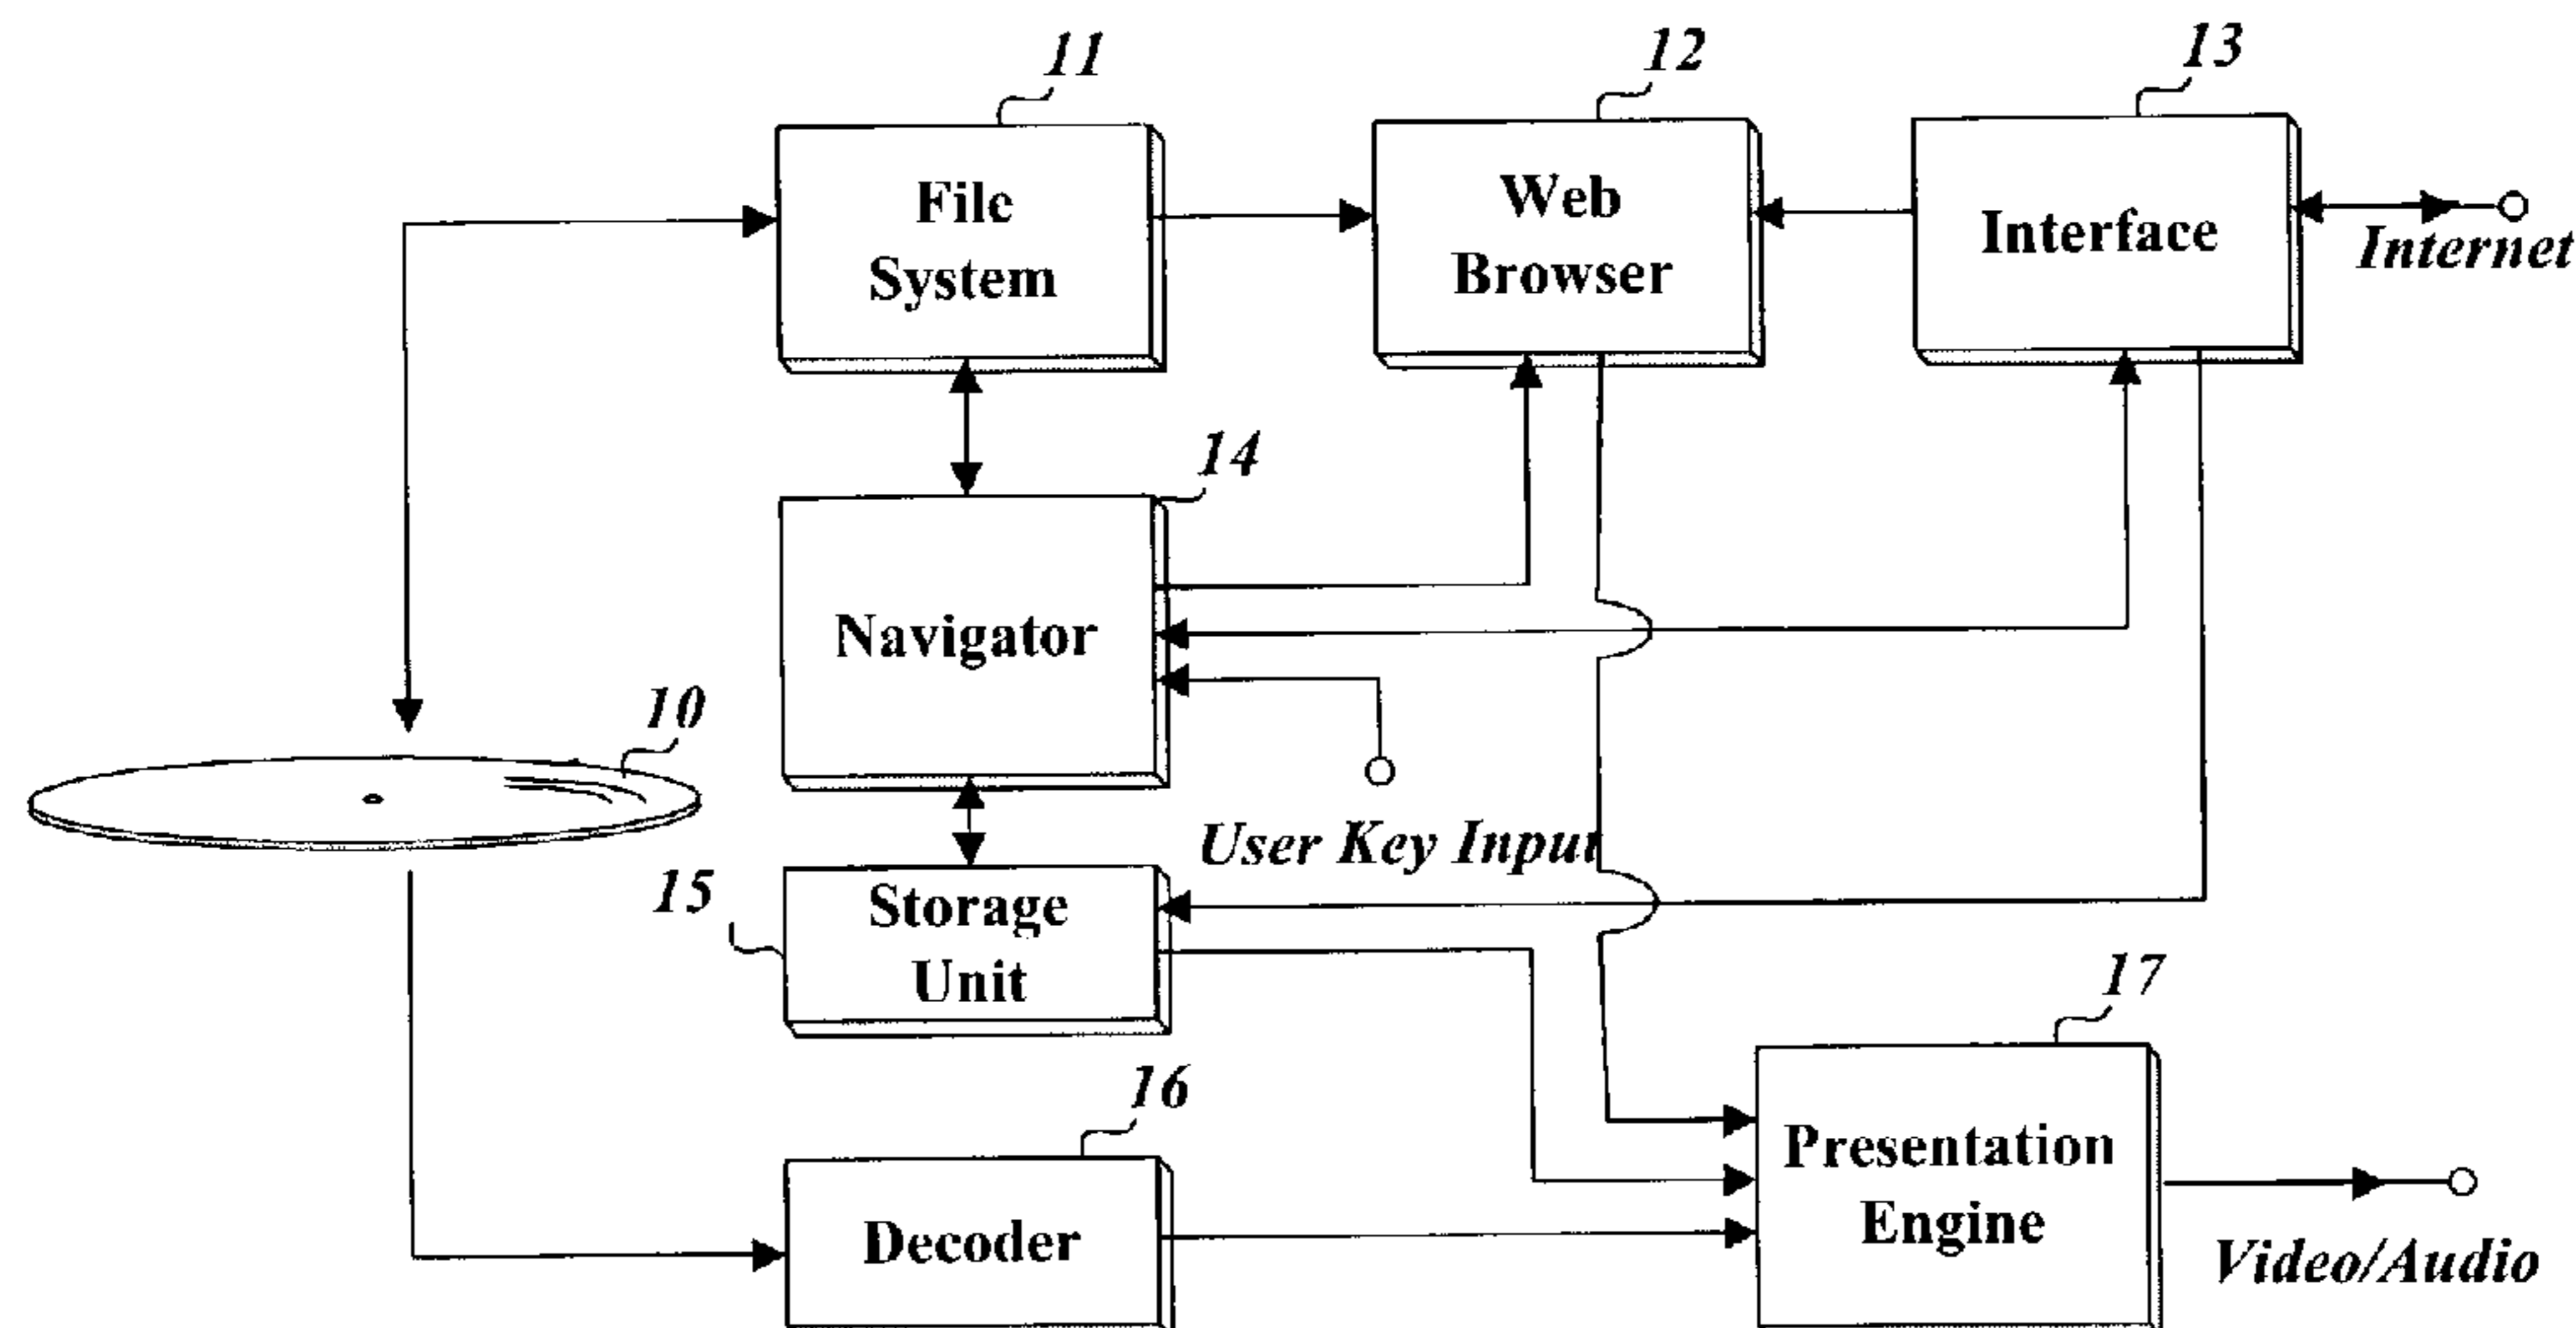 11
12
13
File
System
Web
Browser
Interface
Internet
14
Navigator
10
User Key Input
15
Storage
Unit
17
16
Presentation
Engine
Decoder
Video/Audio